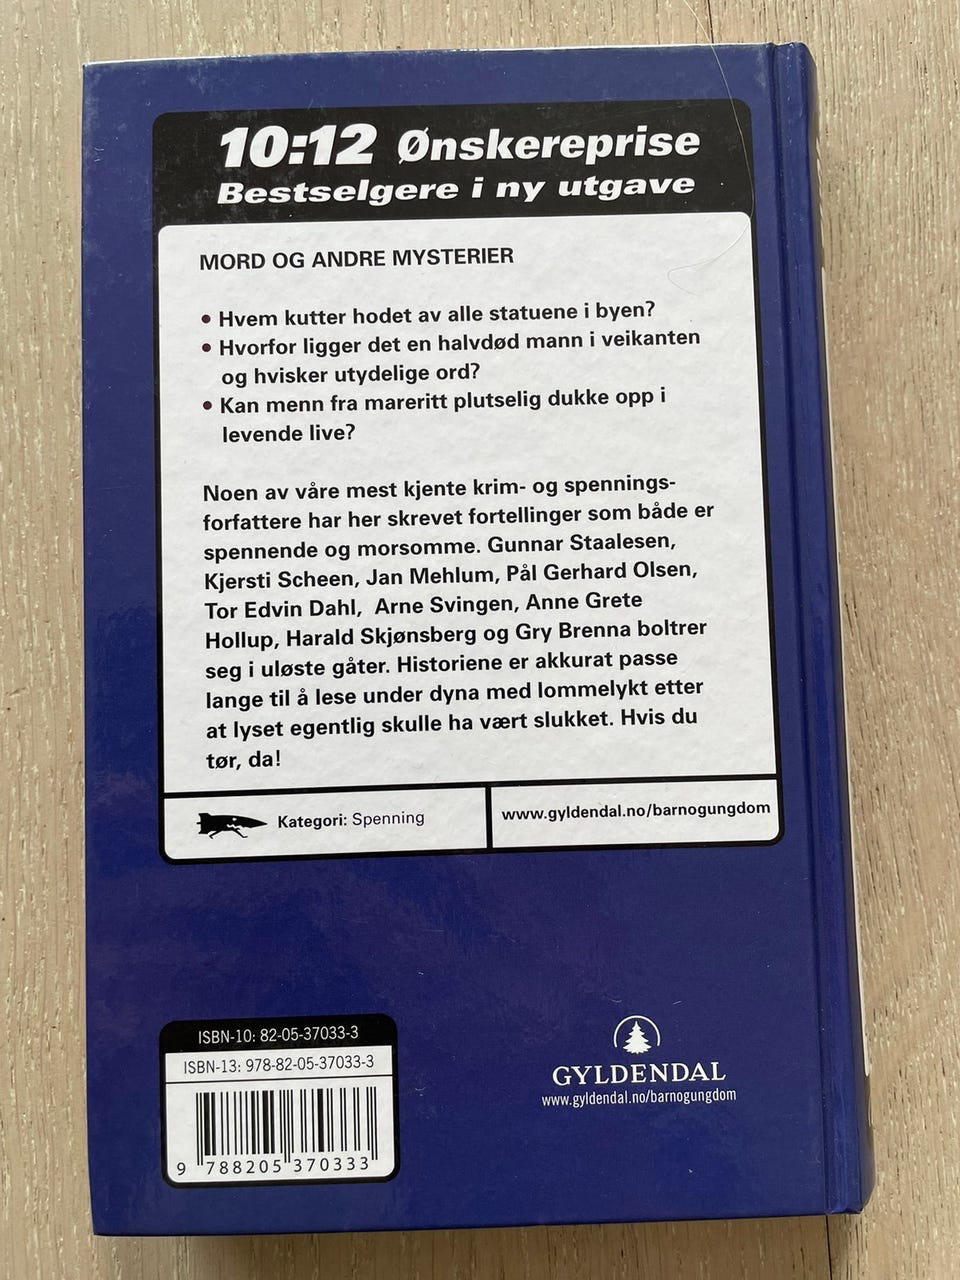 10:12 Ønskereprise
Bestselgere i ny utgave
MORD OG ANDRE MYSTERIER
• Hvem kutter hodet av alle statuene i byen?
• Hvorfor ligger det en halvdød mann i veikanten
og hvisker utydelige ord?
• Kan menn fra mareritt plutselig dukke opp i
levende live?
Noen av våre mest kjente krim- og spennings-
forfattere har her skrevet fortellinger som både er
spennende og morsomme. Gunnar Staalesen,
Kjersti Scheen, Jan Mehlum, Pål Gerhard Olsen,
Tor Edvin Dahl, Arne Svingen, Anne Grete
Hollup, Harald Skjønsberg og Gry Brenna boltrer
seg i uløste gåter. Historiene er akkurat passe
lange til å lese under dyna med lommelykt etter
at lyset egentlig skulle ha vært slukket. Hvis du
tør, da!
Kategori: Spenning
www.gyldendal.no/barnogungdom
ISBN-10: 82-05-37033-3
ISBN-13: 978-82-05-37033-3
9 788205 370333
GYLDENDAL
www.gyldendal.no/barnogungdom